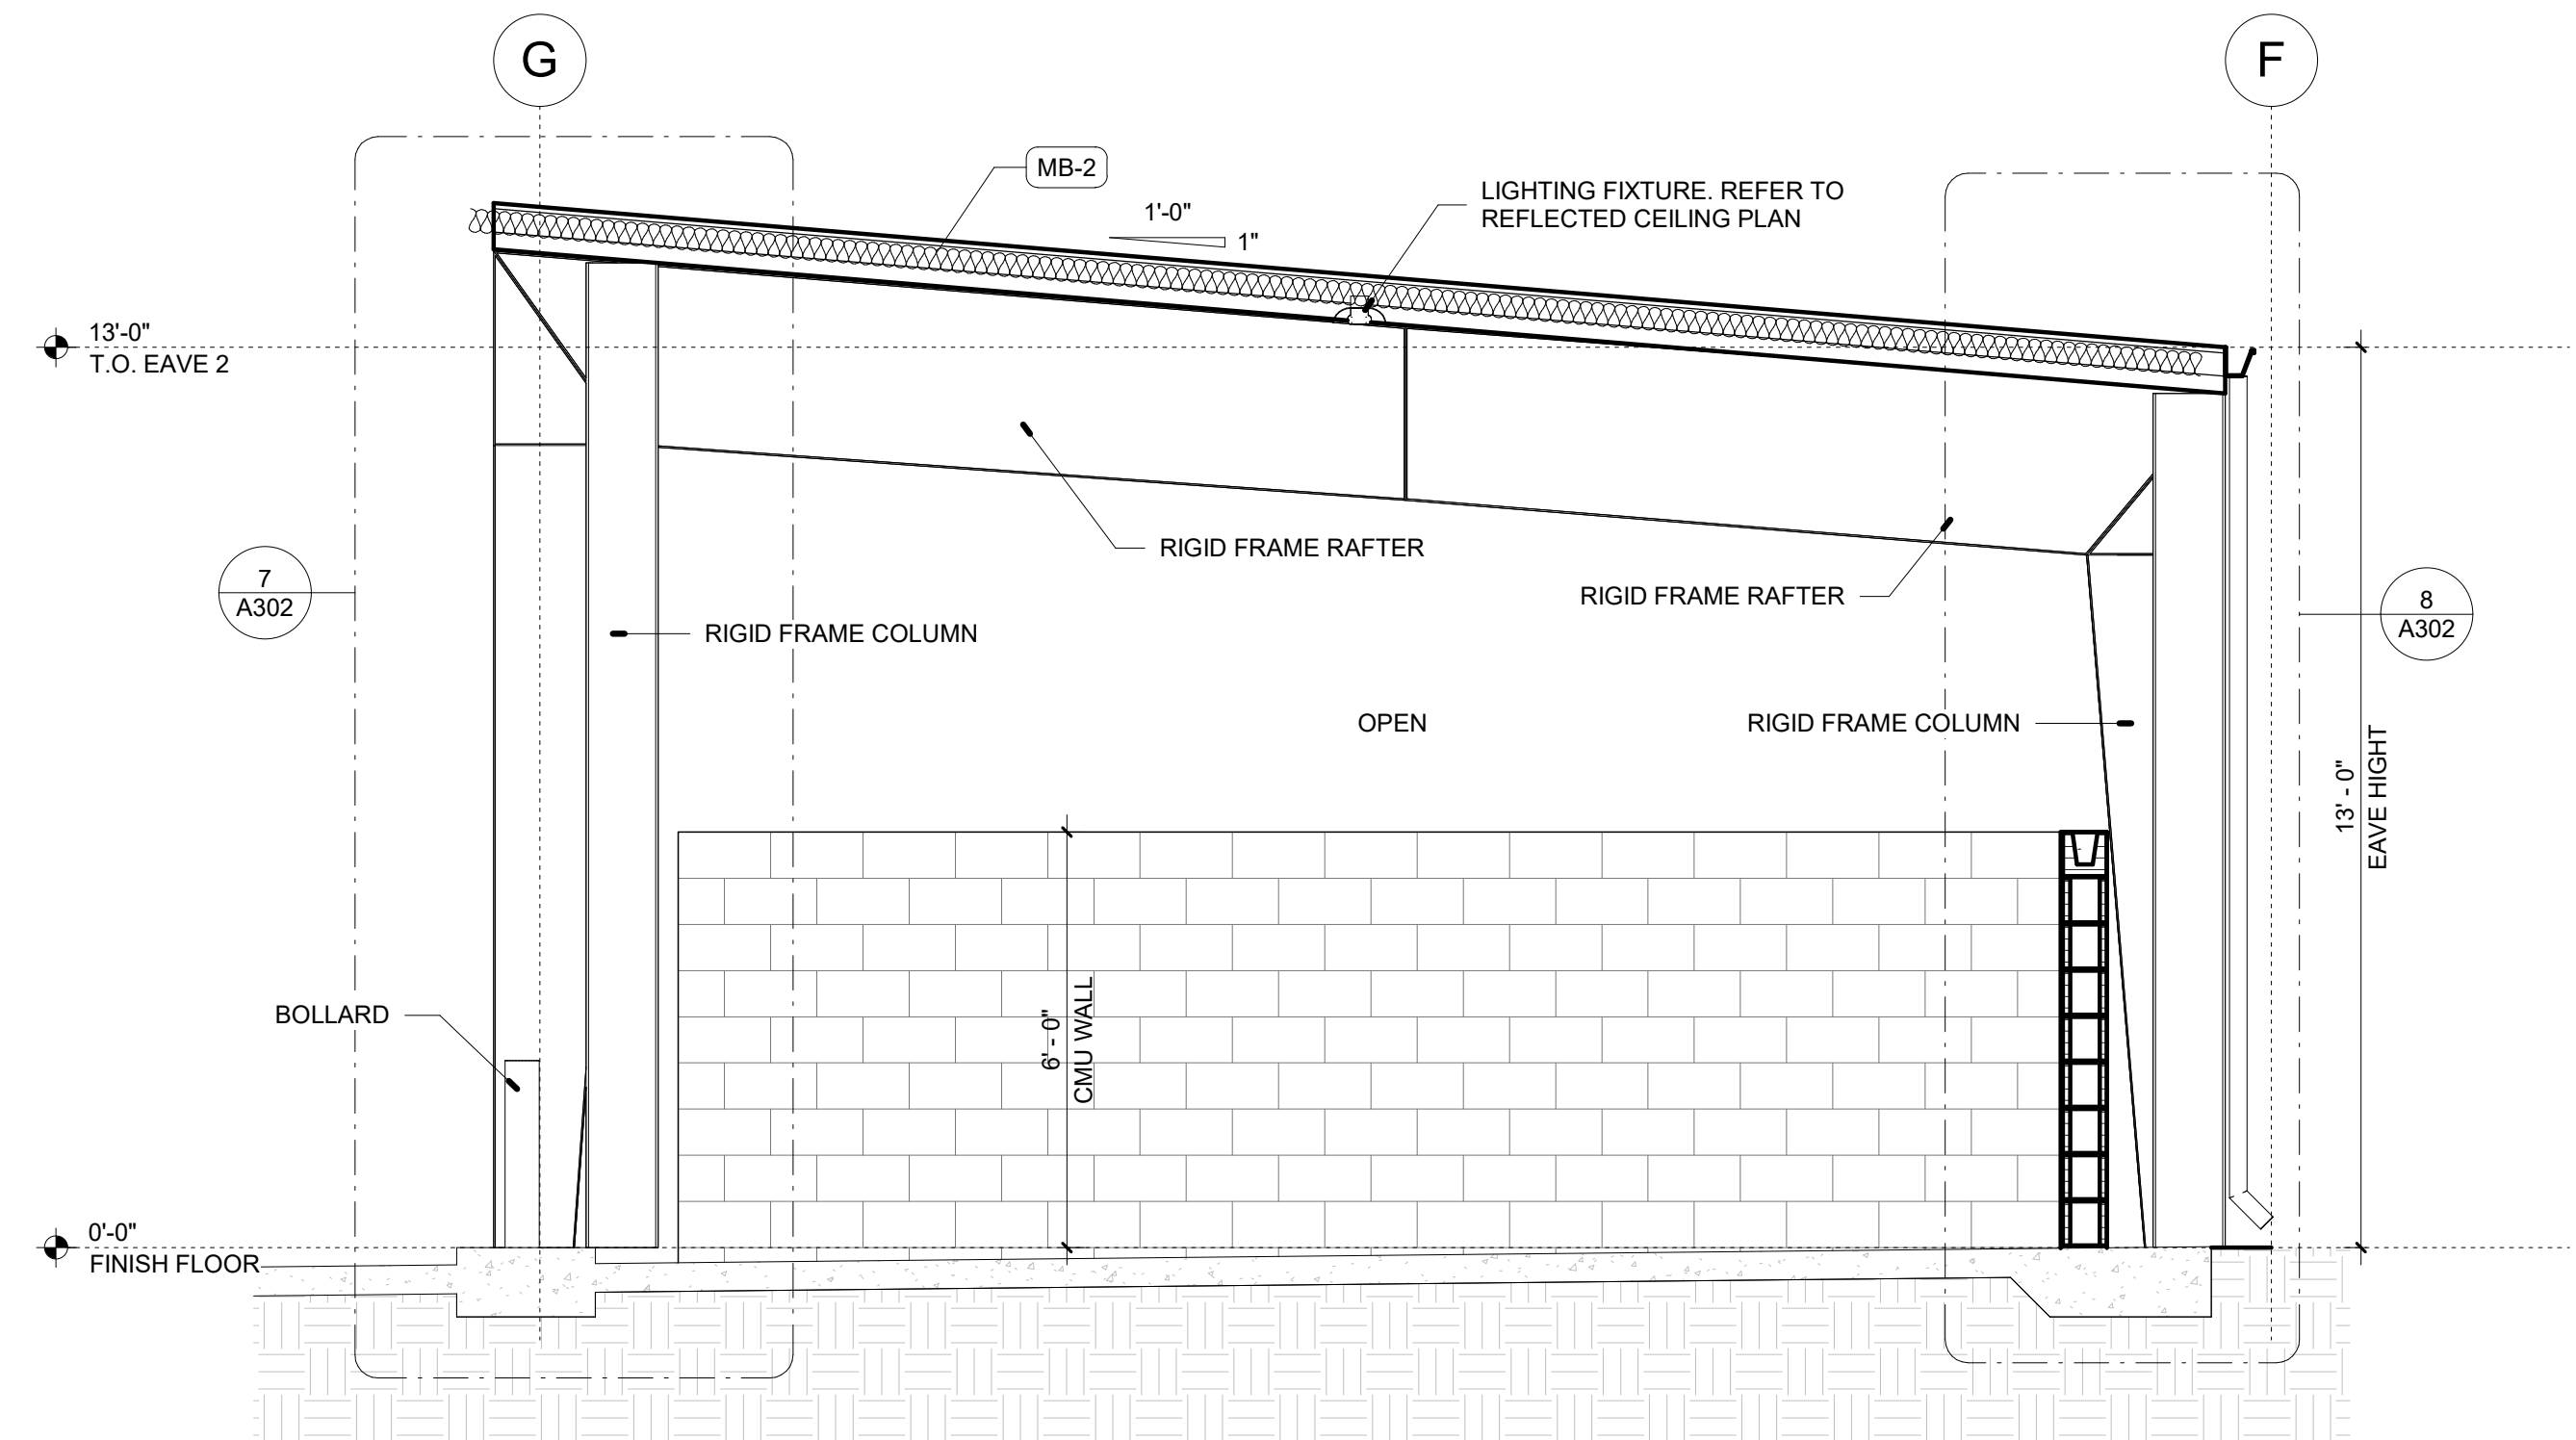 G
F
MB-2
1'-0"
1"
LIGHTING FIXTURE. REFER TO
REFLECTED CEILING PLAN
13'-0"
T.O. EAVE 2
RIGID FRAME RAFTER
RIGID FRAME RAFTER
7
A302
8
A302
RIGID FRAME COLUMN
OPEN
RIGID FRAME COLUMN
13' - 0"
EAVE HIGHT
BOLLARD
6' - 0"
CMU WALL
0'-0"
FINISH FLOOR